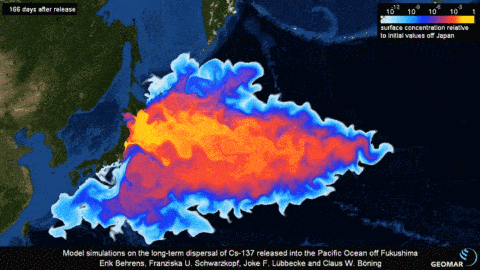 166 days after release
10-12 10-9 10-6 10-3 1
surface concentration relative
to initial values off Japan
Model simulations on the long-term dispersal of Cs-137 released into the Pacific Ocean off Fukushima
Erik Behrens, Franziska U. Schwarzkopf, Joke F. Lübbecke and Claus W. Böning
GEOMAR